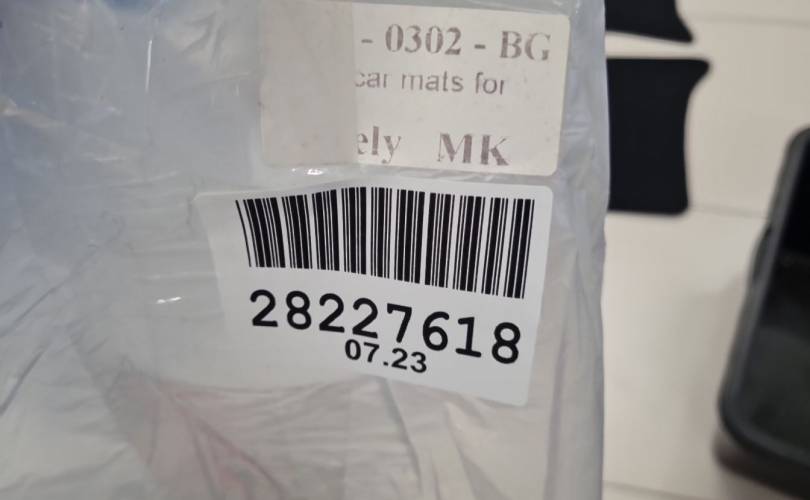 - 0302 - BG
car mats for
ely MK
28227618
07.23